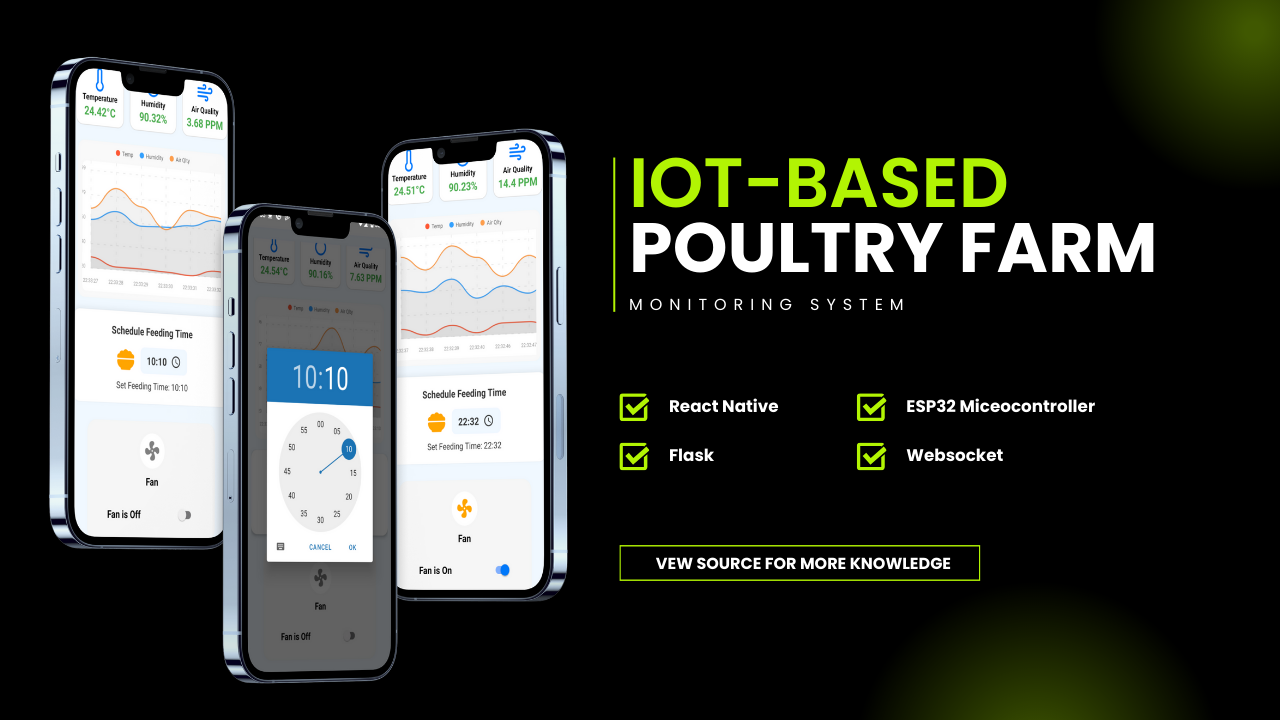 Temperature
24.42°C
Humidity
90.32%
Air Quality
3.68 PPM
Temp
Humidity
Air Qlty
Schedule Feeding Time
10:10
Set Feeding Time: 10:10
Fan
Fan is Off
Temperature
24.54°C
Humidity
90.16%
Air Quality
7.63 PPM
Temp
Humidity
Air Qlty
10:10
00
05
10
15
20
25
30
35
40
45
50
55
CANCEL
OK
Fan
Fan is Off
Temperature
24.51°C
Humidity
90.23%
Air Quality
14.4 PPM
Temp
Humidity
Air Qlty
Schedule Feeding Time
22:32
Set Feeding Time: 22:32
Fan
Fan is On
IOT-BASED
POULTRY FARM
MONITORING SYSTEM
React Native
ESP32 Miceocontroller
Flask
Websocket
VEW SOURCE FOR MORE KNOWLEDGE